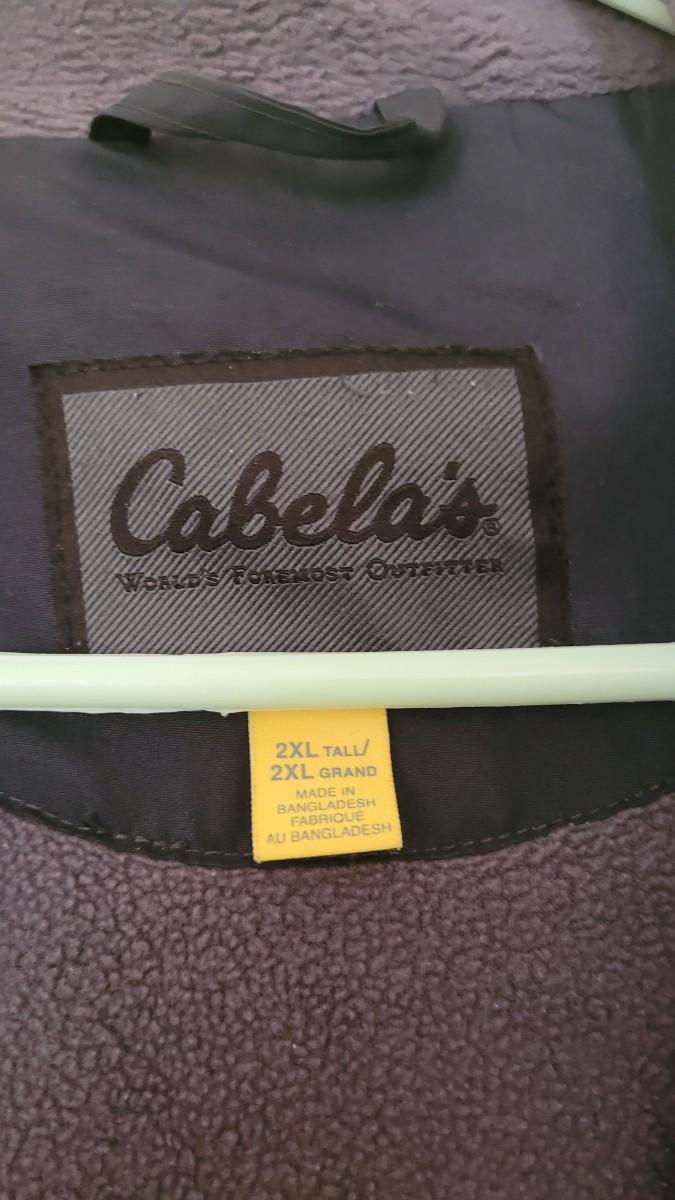 Cabela's®
WORLD'S FOREMOST OUTFITTER
2XL TALL/
2XL GRAND
MADE IN
BANGLADESH
FABRIQUÉ
AU BANGLADESH